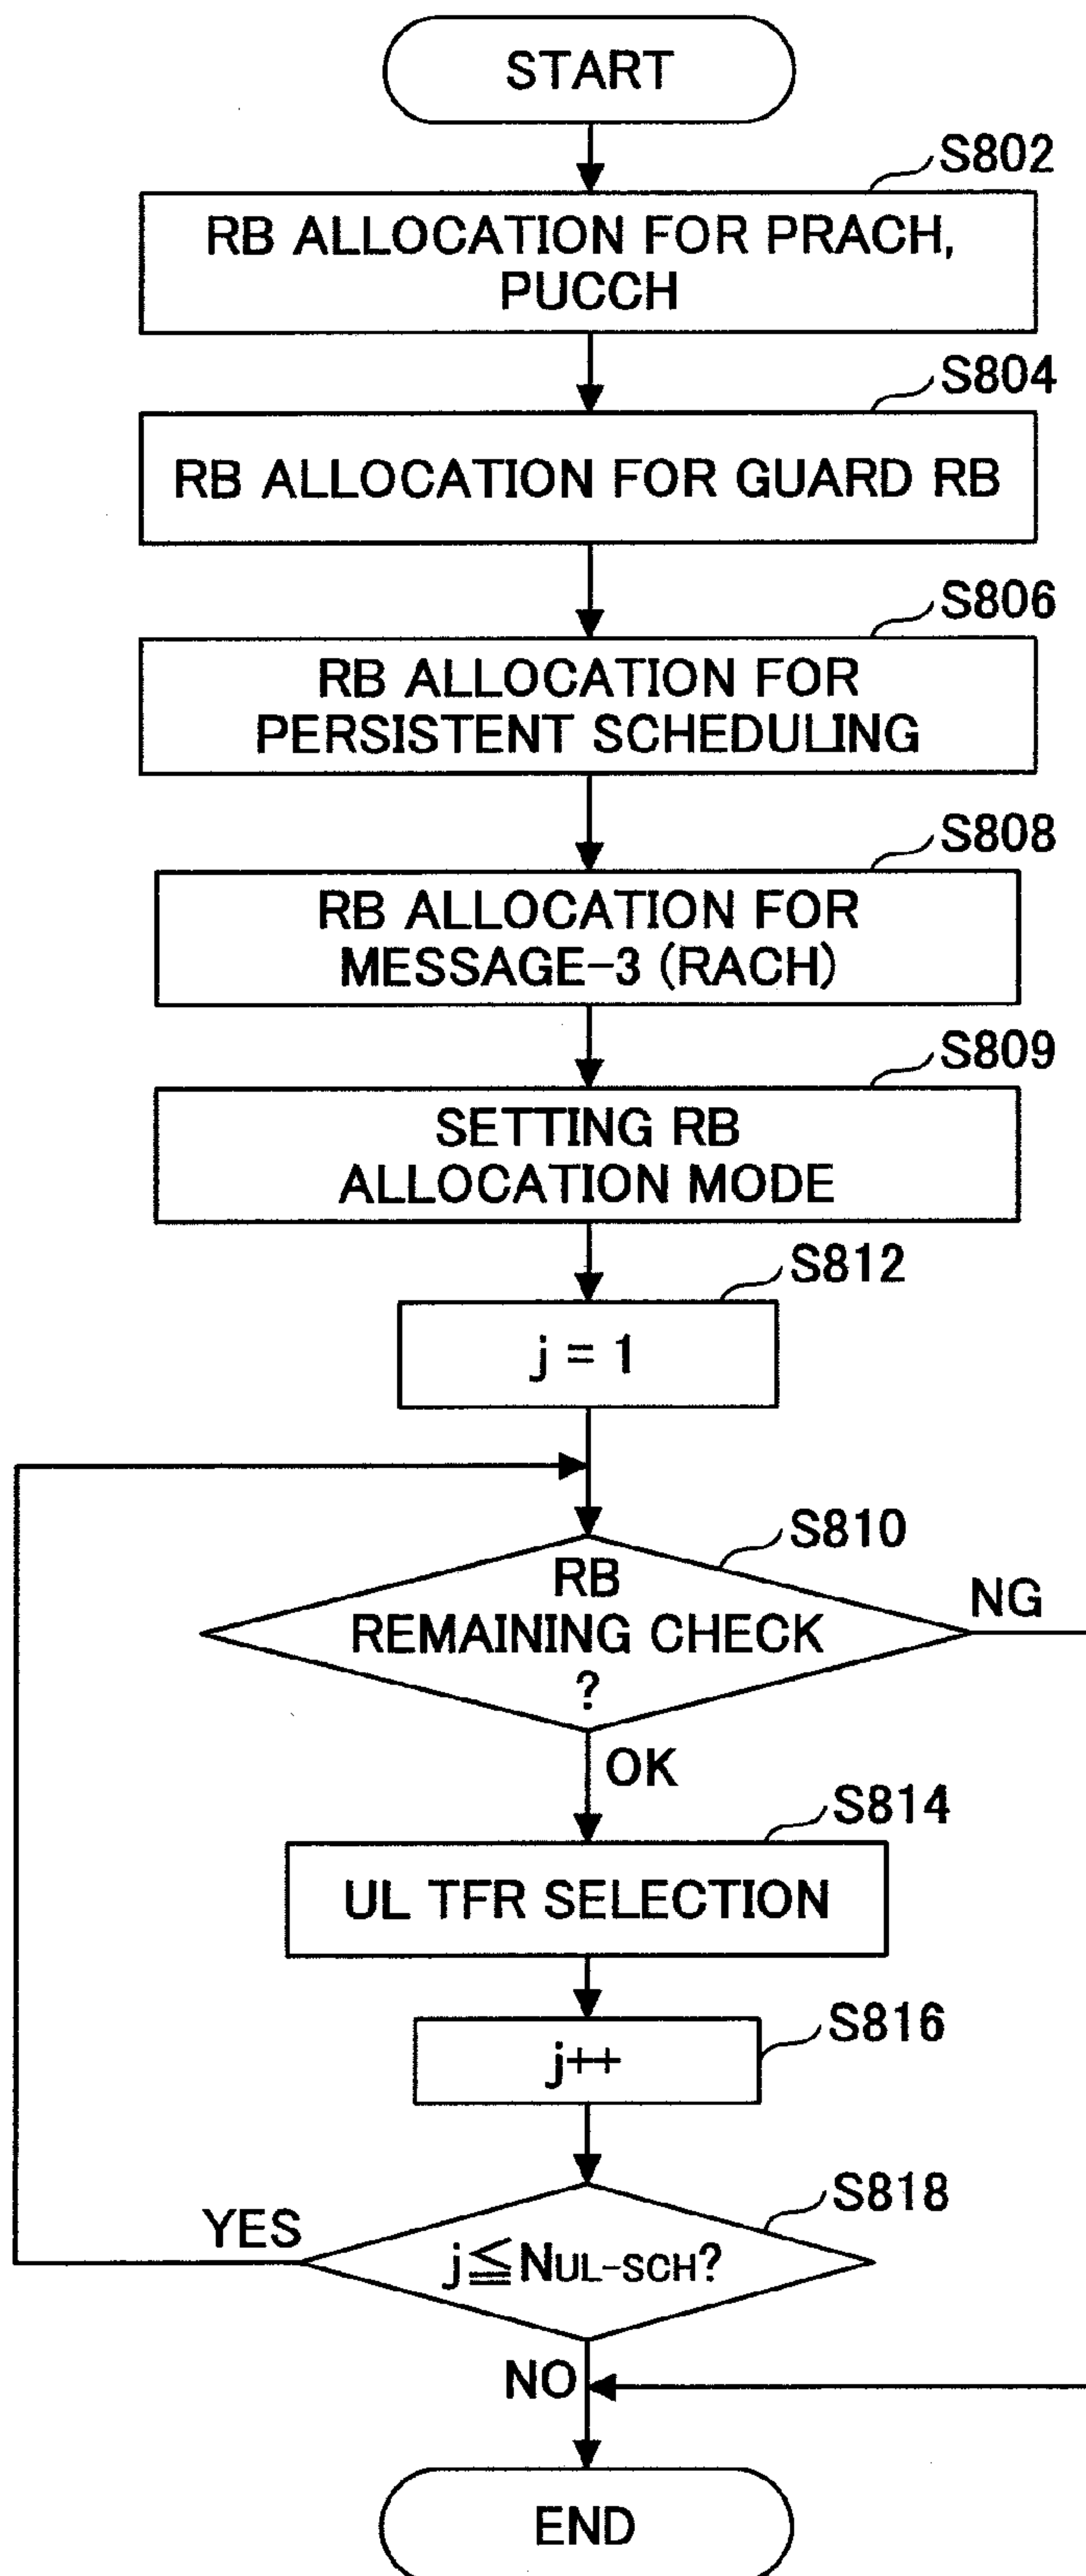 START
S802
RB ALLOCATION FOR PRACH,
PUCCH
S804
RB ALLOCATION FOR GUARD RB
S806
RB ALLOCATION FOR
PERSISTENT SCHEDULING
S808
RB ALLOCATION FOR
MESSAGE-3 (RACH)
S809
SETTING RB
ALLOCATION MODE
S812
j = 1
S810
RB
REMAINING CHECK
?
NG
OK
S814
UL TFR SELECTION
S816
j++
S818
YES
j≦NUL-SCH?
NO
END